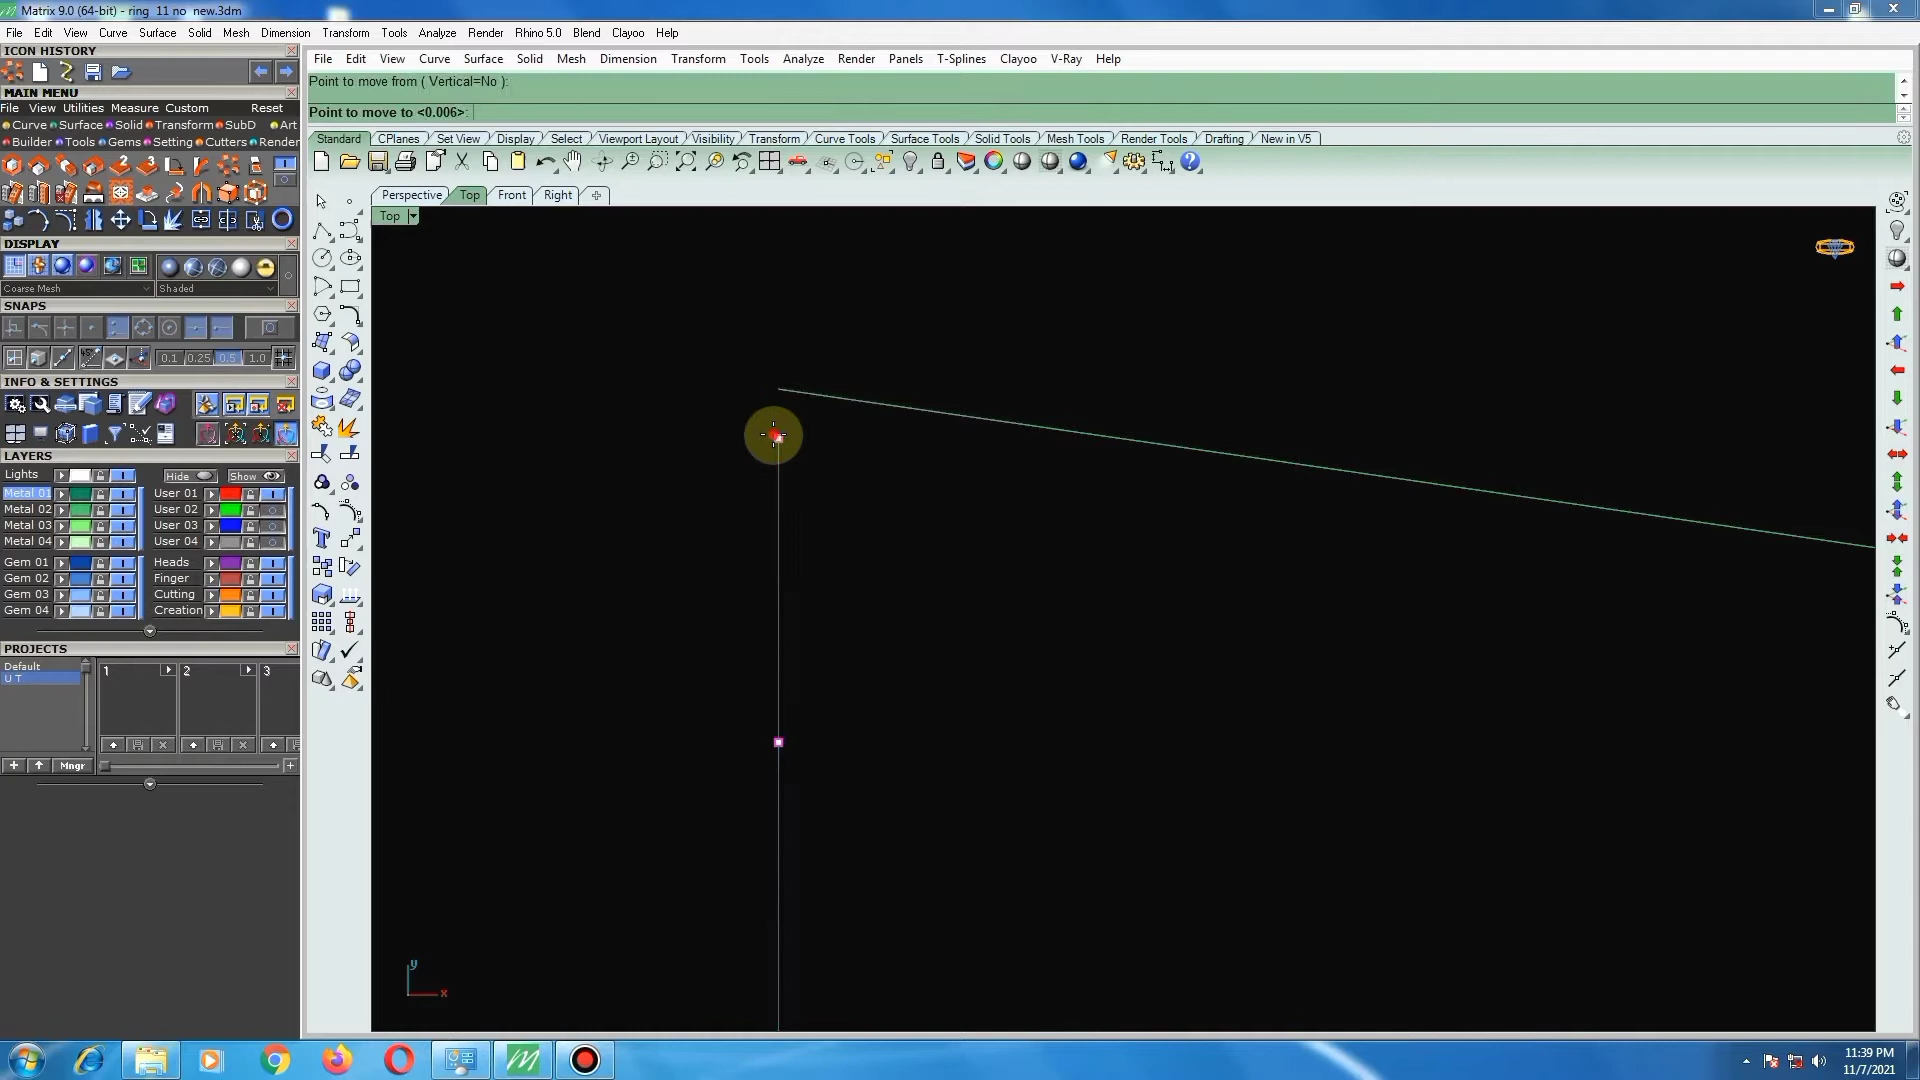 Matrix 9.0 (64-bit) - ring 11 no new.3dm
File Edit View Curve Surface Solid Mesh Dimension Transform Tools Analyze Render Rhino 5.0 Blend Clayoo Help
ICON HISTORY
File Edit View Curve Surface Solid Mesh Dimension Transform Tools Analyze Render Panels T-Splines Clayoo V-Ray Help
Point to move from ( Vertical=No ):
MAIN MENU
File View Utilities Measure Custom Reset
Point to move to <0.006>:
Curve Surface Solid Transform SubD Art
Builder Tools Gems Setting Cutters Render
Standard CPlanes Set View Display Select Viewport Layout Visibility Transform Curve Tools Surface Tools Solid Tools Mesh Tools Render Tools Drafting New in V5
Perspective Top Front Right
Top
DISPLAY
Coarse Mesh Shaded
SNAPS
0.1 0.25 0.5 1.0
INFO & SETTINGS
LAYERS
Lights Hide Show
Metal 01 User 01
Metal 02 User 02
Metal 03 User 03
Metal 04 User 04
Gem 01 Heads
Gem 02 Finger
Gem 03 Cutting
Gem 04 Creation
PROJECTS
Default 1 2 3
U T
Mngr
y
x
11:39 PM
11/7/2021